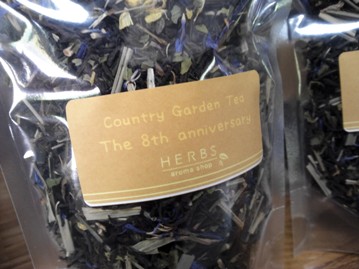 Country Garden Tea
The 8th anniversary
HERBS
aroma shop